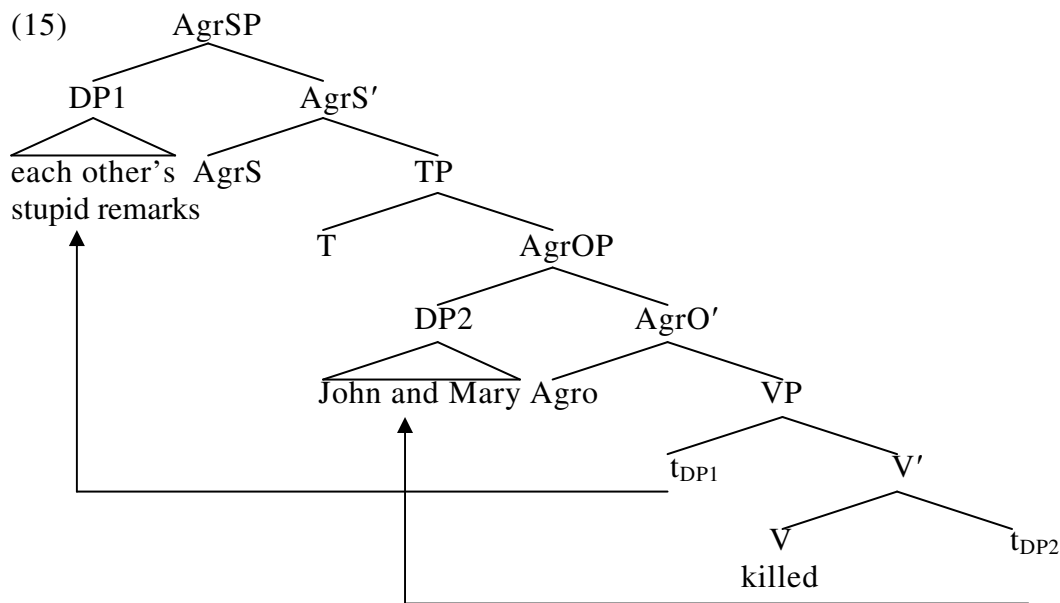 (15) AgrSP
DP1 AgrS′
each other’s AgrS TP
stupid remarks
T AgrOP
DP2 AgrO′
John and Mary Agro VP
tDP1 V′
V tDP2
killed